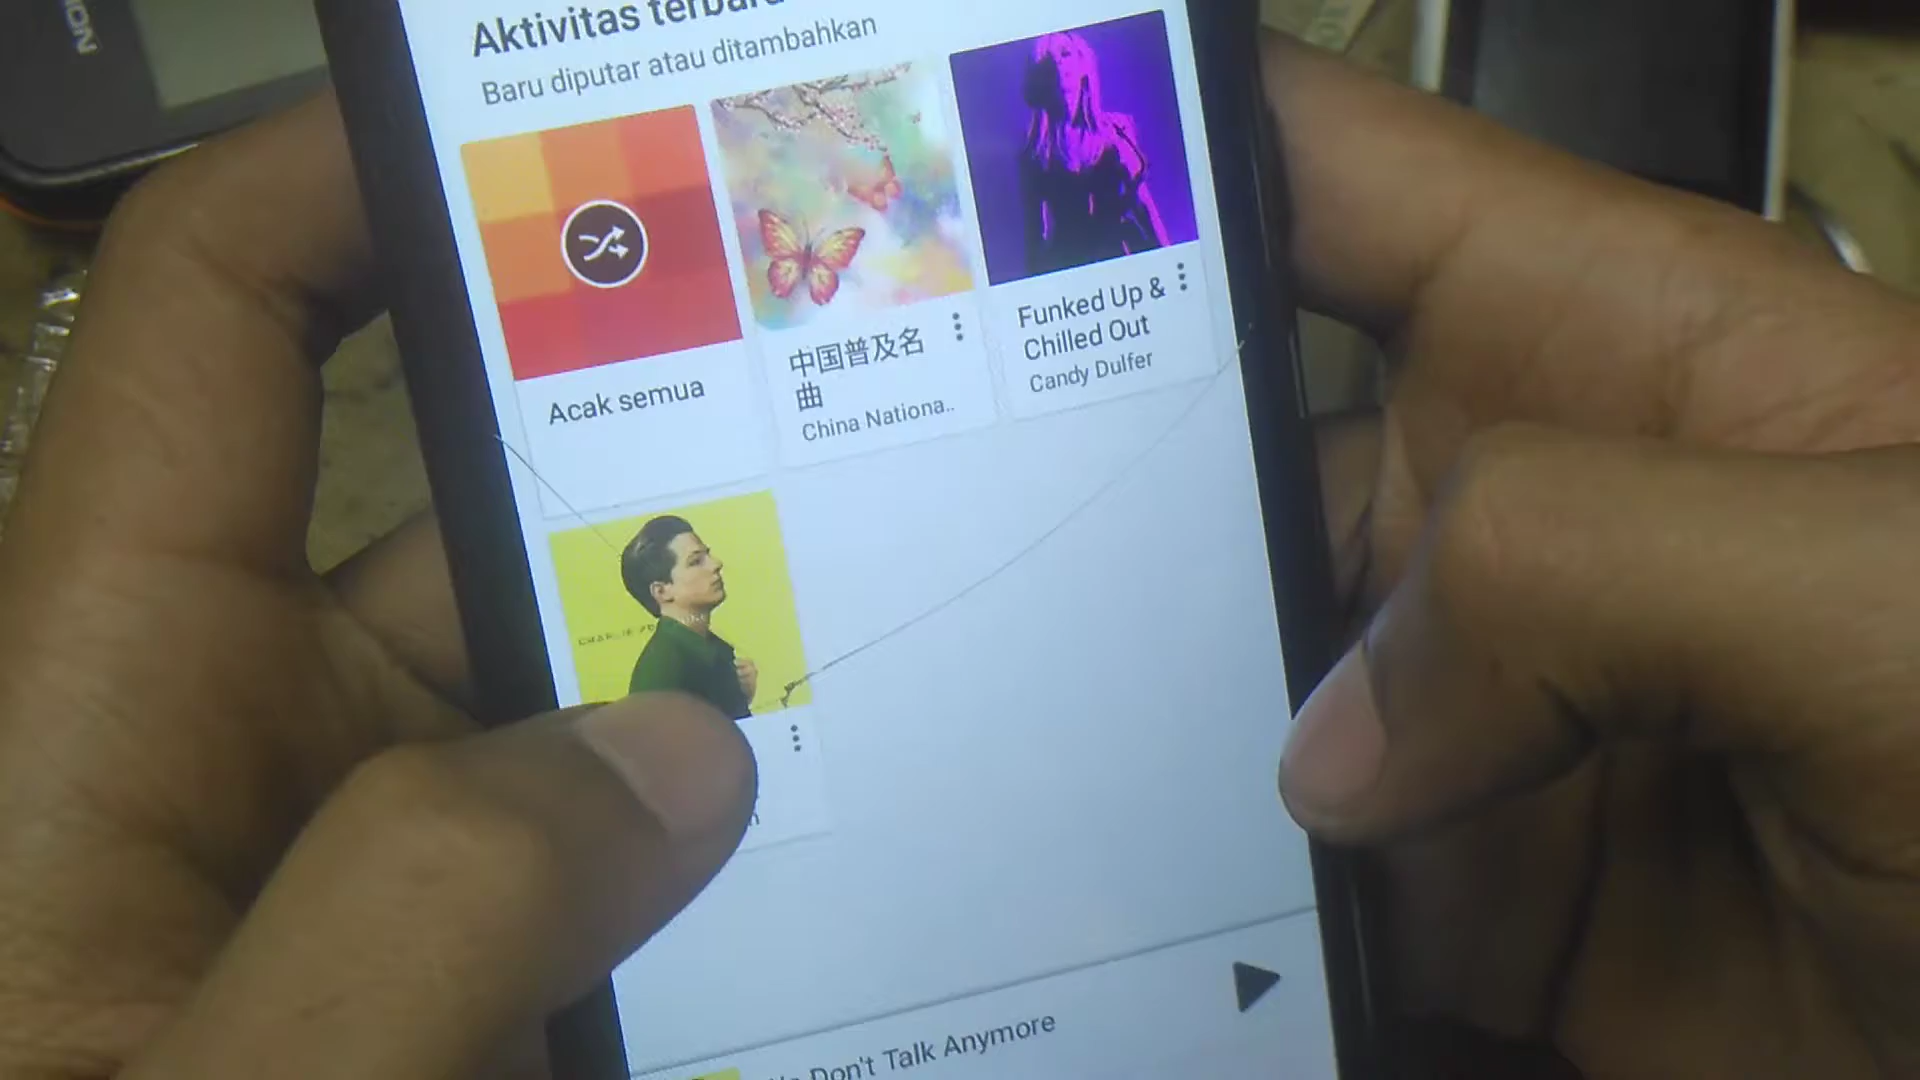 Aktivitas terbaru
Baru diputar atau ditambahkan
Acak semua
中国普及名
曲
China Nationa..
Funked Up &
Chilled Out
Candy Dulfer
Don't Talk Anymore